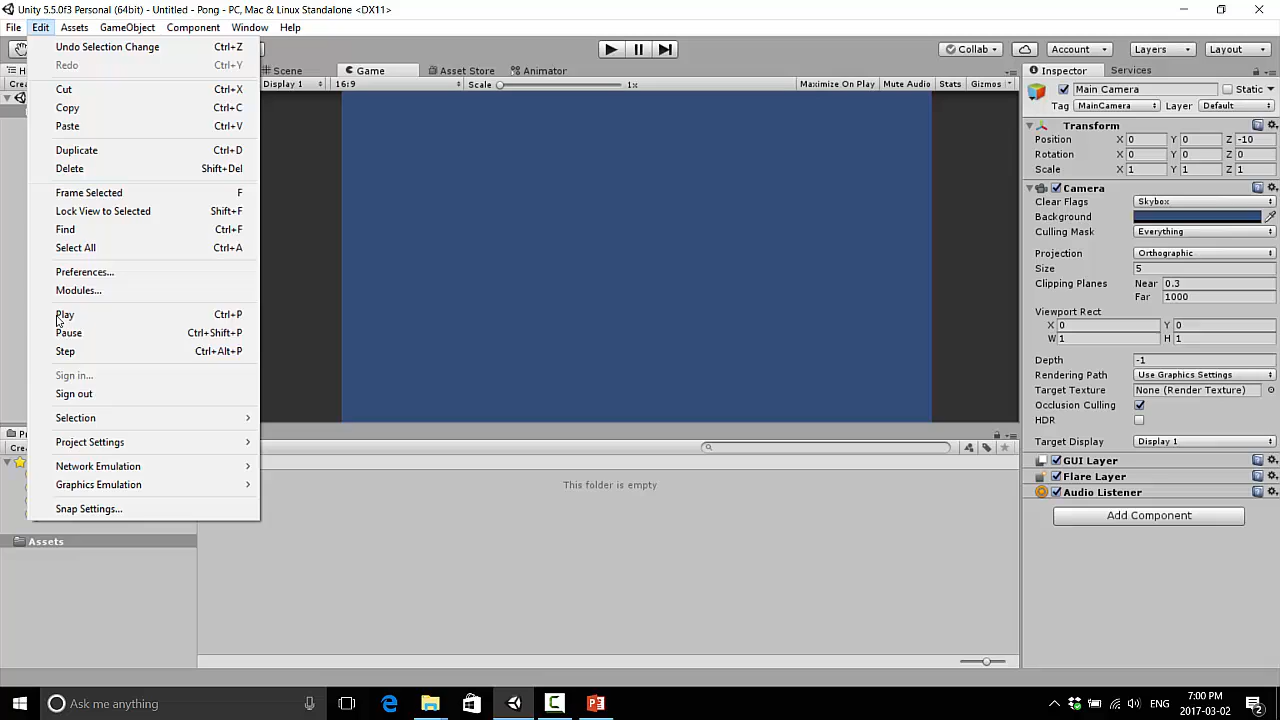 Unity 5.5.0f3 Personal (64bit) - Untitled - Pong - PC, Mac & Linux Standalone <DX11>
File Edit Assets GameObject Component Window Help
Collab Account Layers Layout
Undo Selection Change Ctrl+Z
Redo Ctrl+Y
Cut Ctrl+X
Copy Ctrl+C
Paste Ctrl+V
Duplicate Ctrl+D
Delete Shift+Del
Frame Selected F
Lock View to Selected Shift+F
Find Ctrl+F
Select All Ctrl+A
Preferences...
Modules...
Play Ctrl+P
Pause Ctrl+Shift+P
Step Ctrl+Alt+P
Sign in...
Sign out
Selection
Project Settings
Network Emulation
Graphics Emulation
Snap Settings...
Scene Game Asset Store Animator
Display 1 16:9 Scale 1x Maximize On Play Mute Audio Stats Gizmos
Inspector Services
Main Camera Static
Tag MainCamera Layer Default
Transform
Position X 0 Y 0 Z -10
Rotation X 0 Y 0 Z 0
Scale X 1 Y 1 Z 1
Camera
Clear Flags Skybox
Background
Culling Mask Everything
Projection Orthographic
Size 5
Clipping Planes Near 0.3
Far 1000
Viewport Rect
X 0 Y 0
W 1 H 1
Depth -1
Rendering Path Use Graphics Settings
Target Texture None (Render Texture)
Occlusion Culling
HDR
Target Display Display 1
GUI Layer
Flare Layer
Audio Listener
Add Component
This folder is empty
Assets
Ask me anything
ENG
7:00 PM
2017-03-02